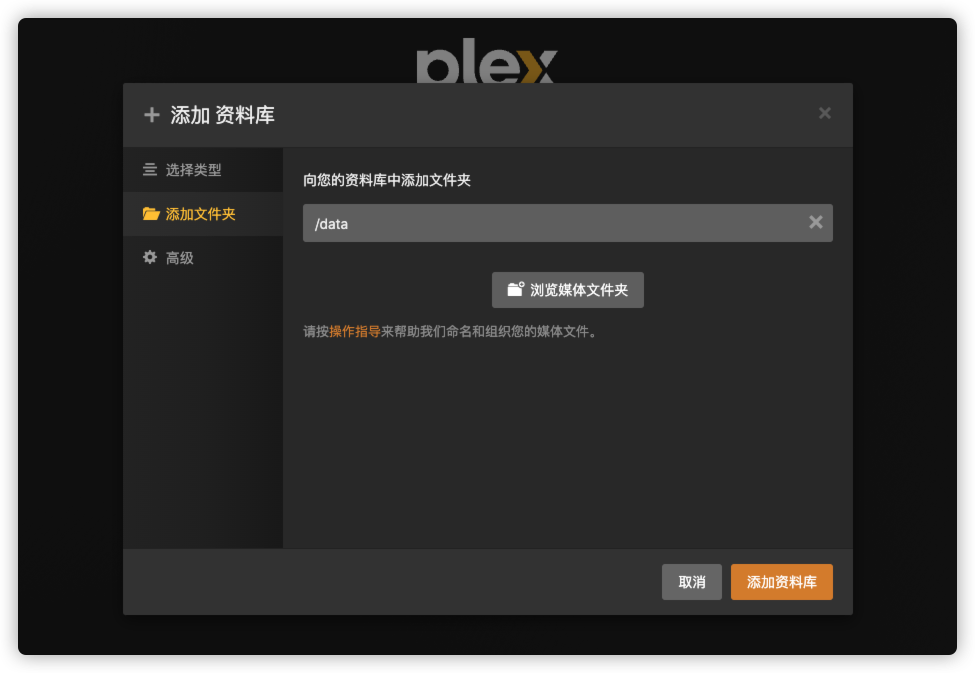 plex
添加 资料库
选择类型
添加文件夹
高级
向您的资料库中添加文件夹
/data
浏览媒体文件夹
请按操作指导来帮助我们命名和组织您的媒体文件。
取消
添加资料库